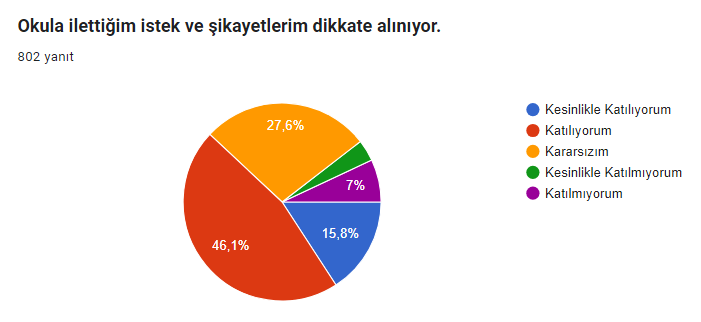 Okula ilettiğim istek ve şikayetlerim dikkate alınıyor.
802 yanıt
27,6%
7%
15,8%
46,1%
Kesinlikle Katılıyorum
Katılıyorum
Kararsızım
Kesinlikle Katılmıyorum
Katılmıyorum